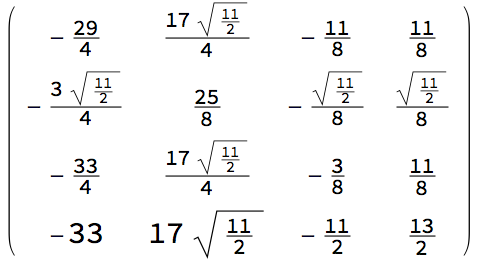 ( -29/4 17√(11/2)/4 -11/8 11/8 )
( -3√(11/2)/4 25/8 -√(11/2)/8 √(11/2)/8 )
( -33/4 17√(11/2)/4 -3/8 11/8 )
( -33 17√(11/2) -11/2 13/2 )